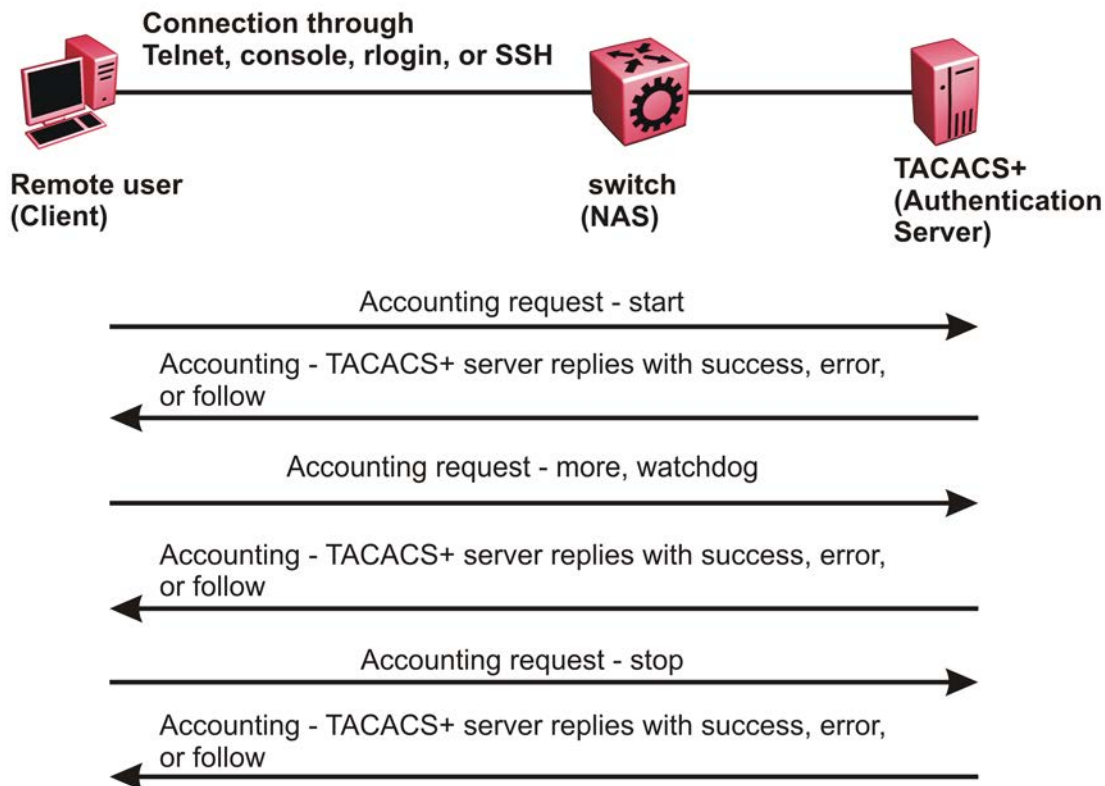 Connection through
Telnet, console, rlogin, or SSH
Remote user
(Client)
switch
(NAS)
TACACS+
(Authentication
Server)
Accounting request - start
Accounting - TACACS+ server replies with success, error,
or follow
Accounting request - more, watchdog
Accounting - TACACS+ server replies with success, error,
or follow
Accounting request - stop
Accounting - TACACS+ server replies with success, error,
or follow